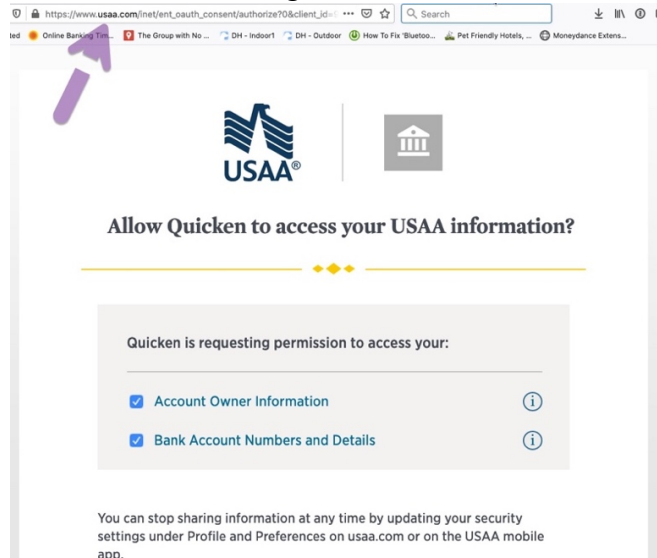 https://www.usaa.com/inet/ent_oauth_consent/authorize?0&client_id=
Search
Online Banking Tim...
The Group with No ...
DH - Indoor1
DH - Outdoor
How To Fix 'Bluetoo...
Pet Friendly Hotels, ...
Moneydance Extens...
USAA®
Allow Quicken to access your USAA information?
Quicken is requesting permission to access your:
Account Owner Information
Bank Account Numbers and Details
You can stop sharing information at any time by updating your security
settings under Profile and Preferences on usaa.com or on the USAA mobile
app.